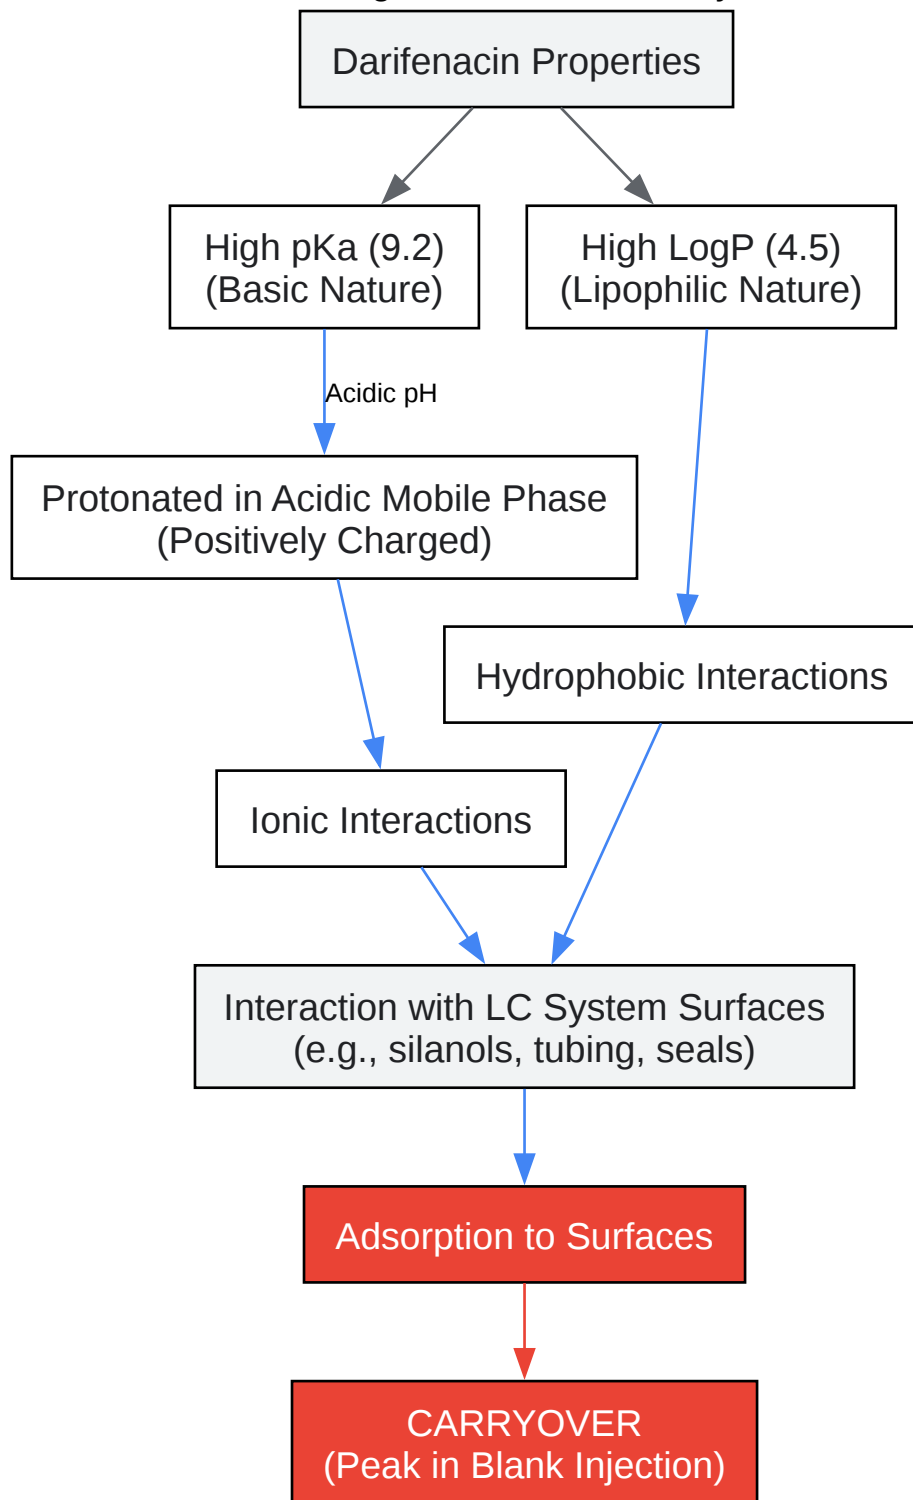 Darifenacin Properties
High pKa (9.2)
(Basic Nature)
High LogP (4.5)
(Lipophilic Nature)
Acidic pH
Protonated in Acidic Mobile Phase
(Positively Charged)
Hydrophobic Interactions
Ionic Interactions
Interaction with LC System Surfaces
(e.g., silanols, tubing, seals)
Adsorption to Surfaces
CARRYOVER
(Peak in Blank Injection)